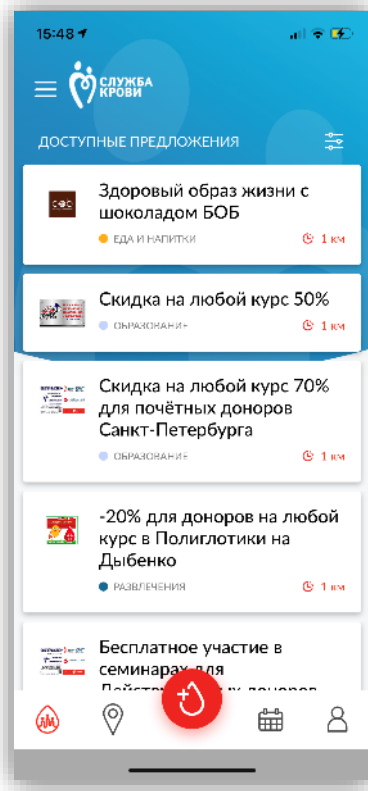 15:48
СЛУЖБА
КРОВИ
ДОСТУПНЫЕ ПРЕДЛОЖЕНИЯ
Здоровый образ жизни с
шоколадом БОБ
ЕДА И НАПИТКИ
1 км
Скидка на любой курс 50%
ОБРАЗОВАНИЕ
1 км
Скидка на любой курс 70%
для почётных доноров
Санкт-Петербурга
ОБРАЗОВАНИЕ
1 км
-20% для доноров на любой
курс в Полиглотики на
Дыбенко
РАЗВЛЕЧЕНИЯ
1 км
Бесплатное участие в
семинарах для
доноров